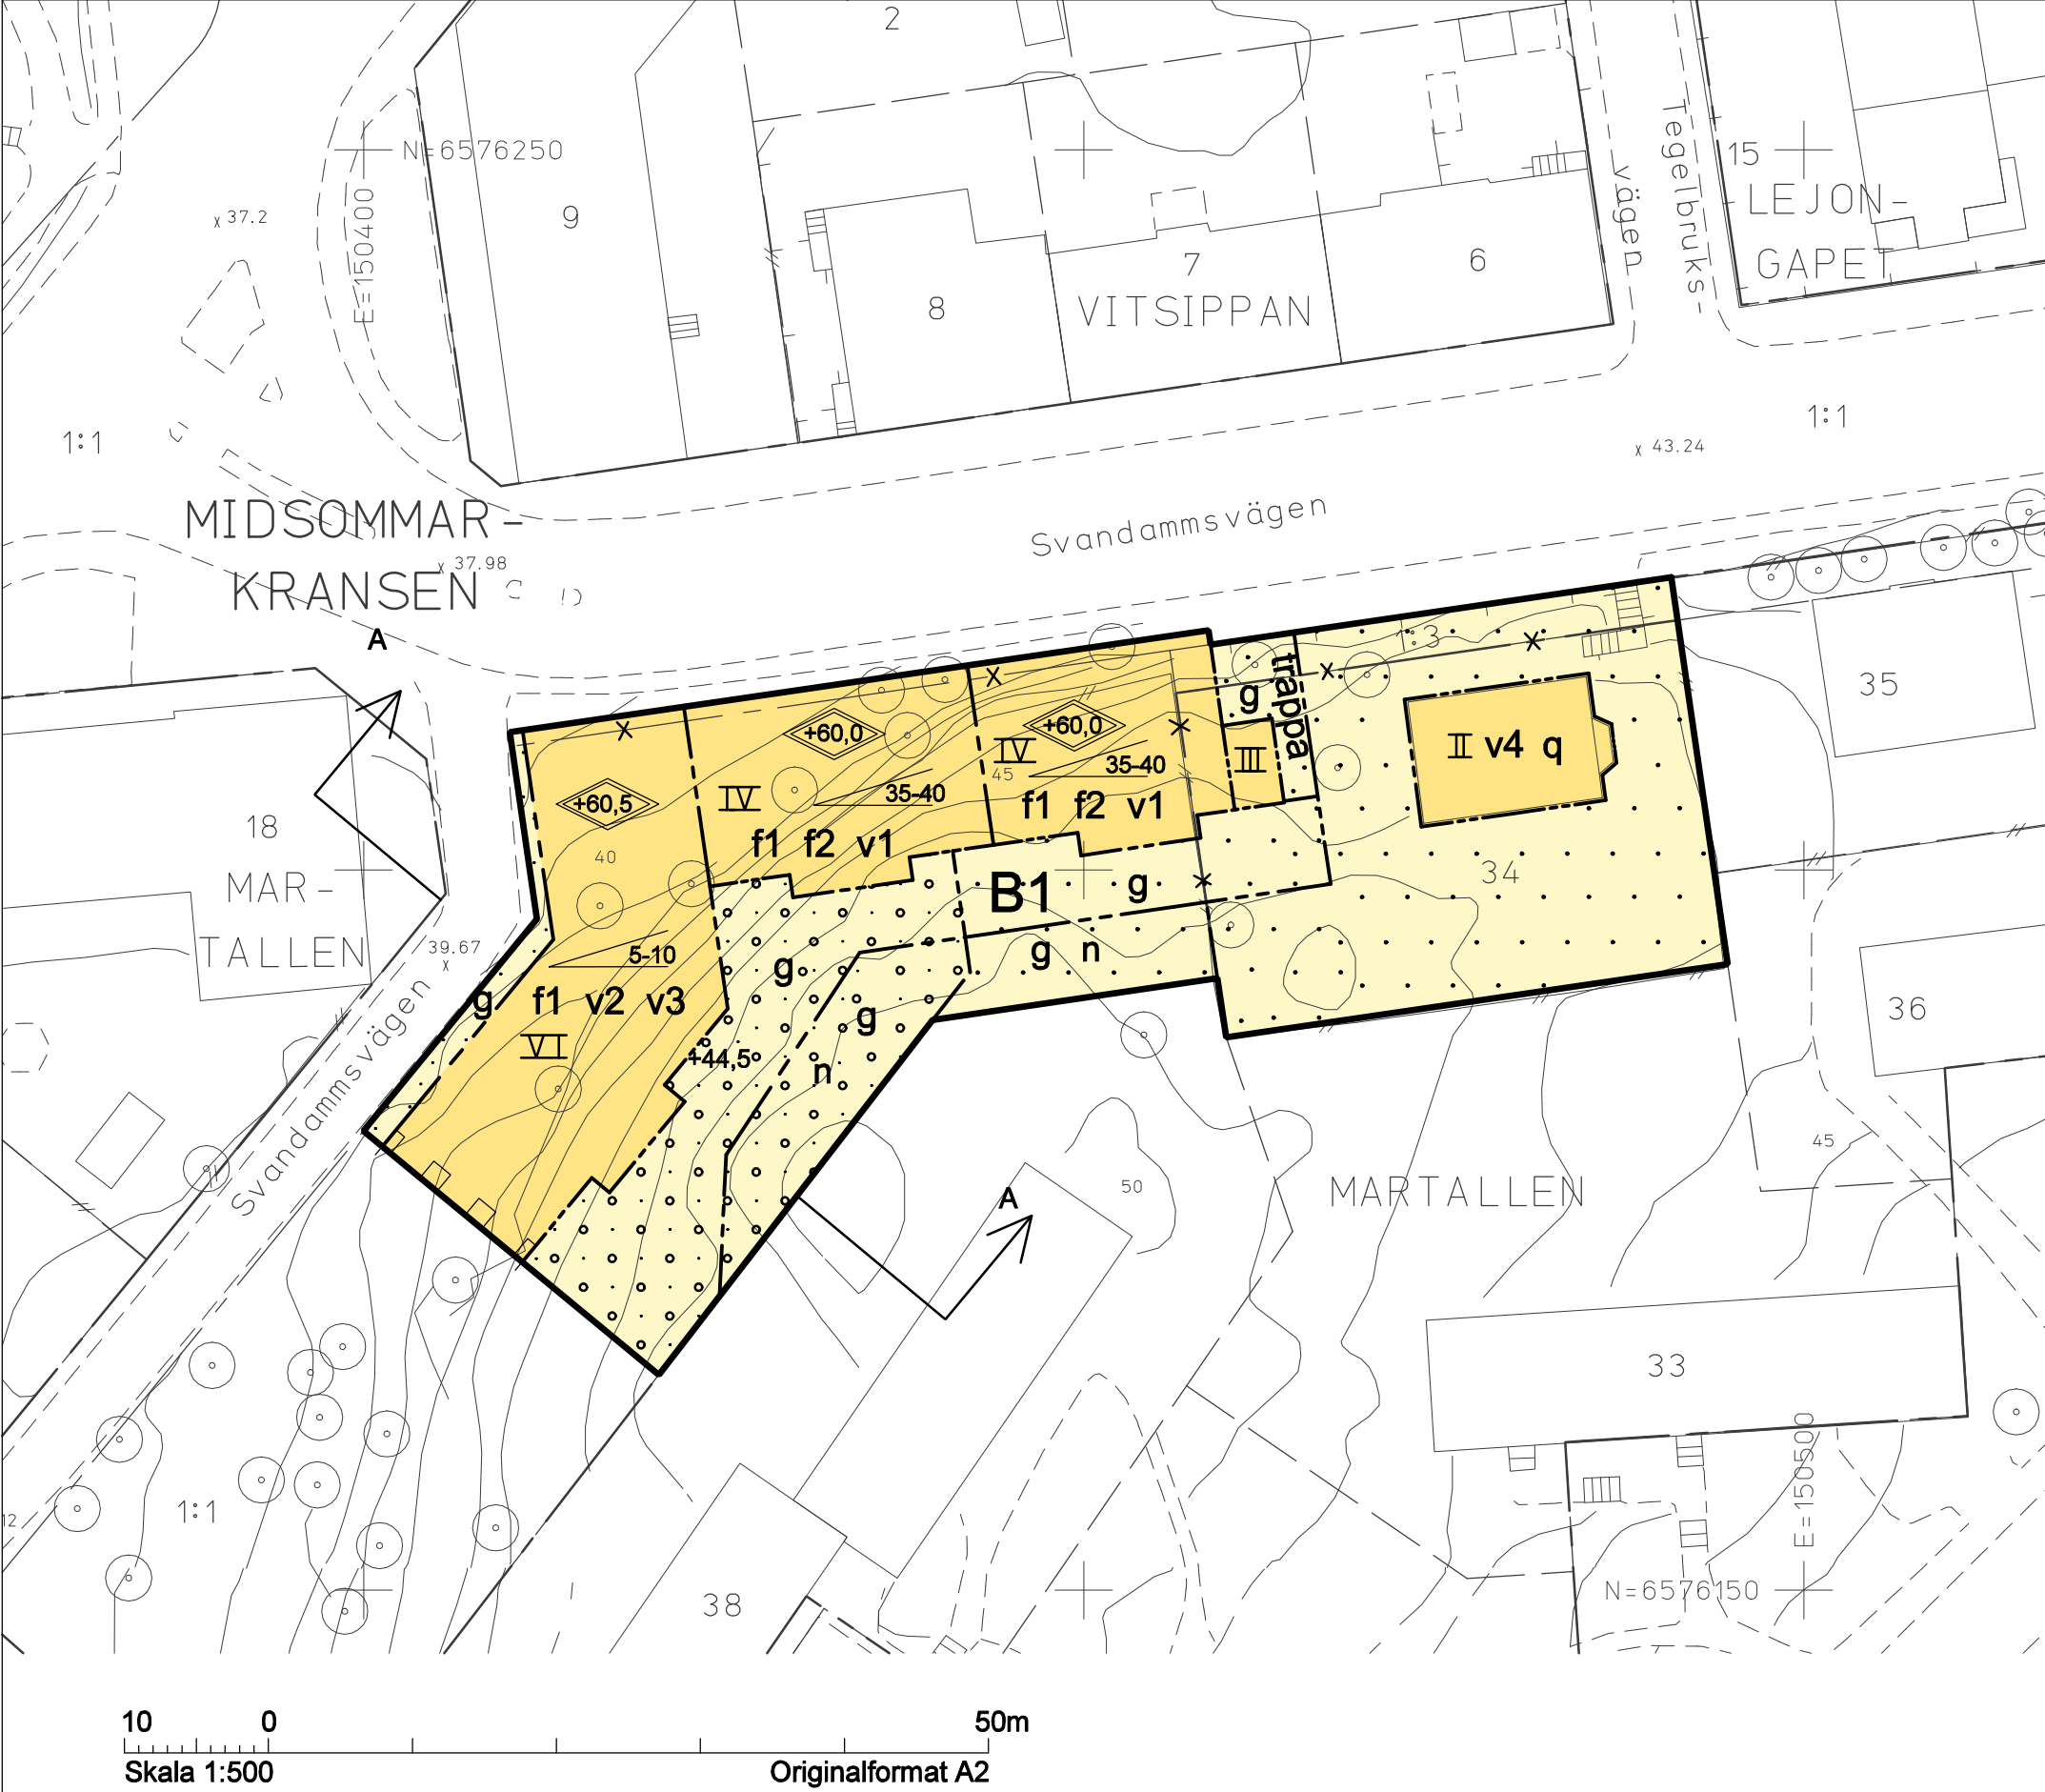 2
N=6576250
E=150400
9
x 37.2
8
7
VITSIPPAN
6
Tegelbruks-
vägen
15
LEJON-
GAPET
1:1
1:1
x 43.24
MIDSOMMAR-
KRANSEN
x 37.98
Svandammsvägen
A
18
MAR-
TALLEN
39.67
x
Svandammsvägen
+60,5
40
5-10
g
f1 v2 v3
VI
+60,0
IV
35-40
f1 f2 v1
+60,0
IV
45
35-40
f1 f2 v1
g
III
trappa
1:3
II v4 q
34
35
36
B1
g
g n
g
g
n
+44,5
A
50
MARTALLEN
45
33
E=150500
N=6576150
38
1:1
12
10 0 50m
Skala 1:500 Originalformat A2